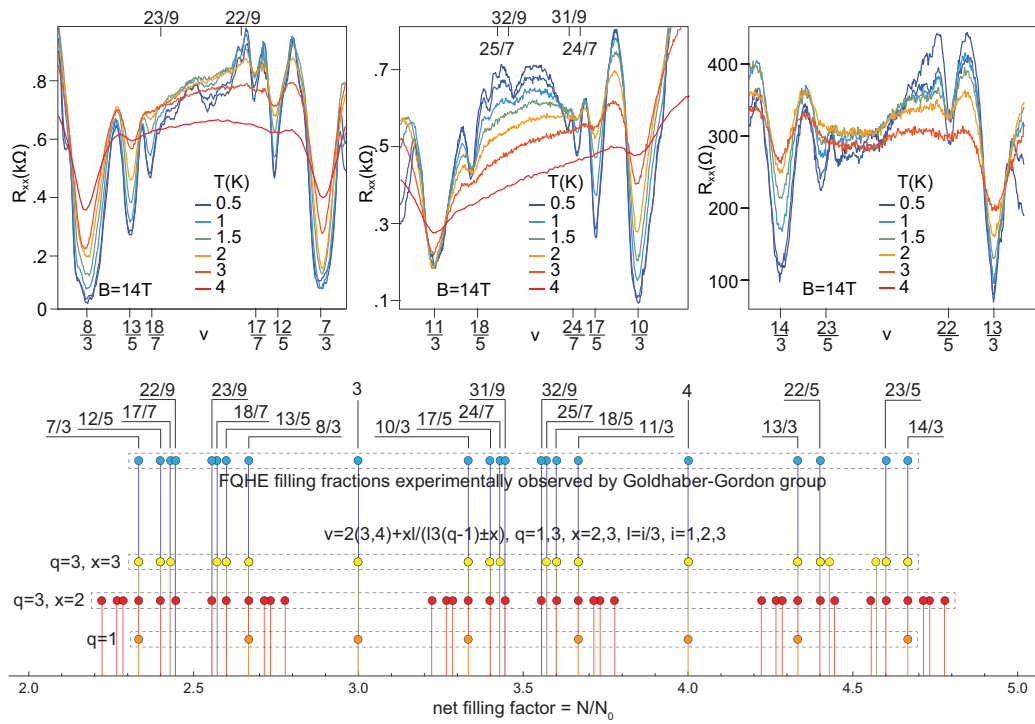 23/9 22/9
.8
.6
.4
.2
0
Rxx(kΩ)
T(K)
0.5
1
1.5
2
3
4
B=14T
8/3 13/5 18/7 ν 17/7 12/5 7/3
32/9 31/9
25/7 24/7
.7
.5
.3
.1
Rxx(kΩ)
T(K)
0.5
1
1.5
2
3
4
B=14T
11/3 18/5 ν 24/7 17/5 10/3
400
300
200
100
Rxx(Ω)
T(K)
0.5
1
1.5
2
3
4
B=14T
14/3 23/5 ν 22/5 13/3
22/9 23/9 3 31/9 32/9 4 22/5 23/5
17/7 18/7 24/7 25/7
12/5 13/5 17/5 18/5
7/3 8/3 10/3 11/3 13/3 14/3
FQHE filling fractions experimentally observed by Goldhaber-Gordon group
v=2(3,4)+xl/(l3(q-1)±x), q=1,3, x=2,3, l=i/3, i=1,2,3
q=3, x=3
q=3, x=2
q=1
2.0 2.5 3.0 3.5 4.0 4.5 5.0
net filling factor = N/N₀